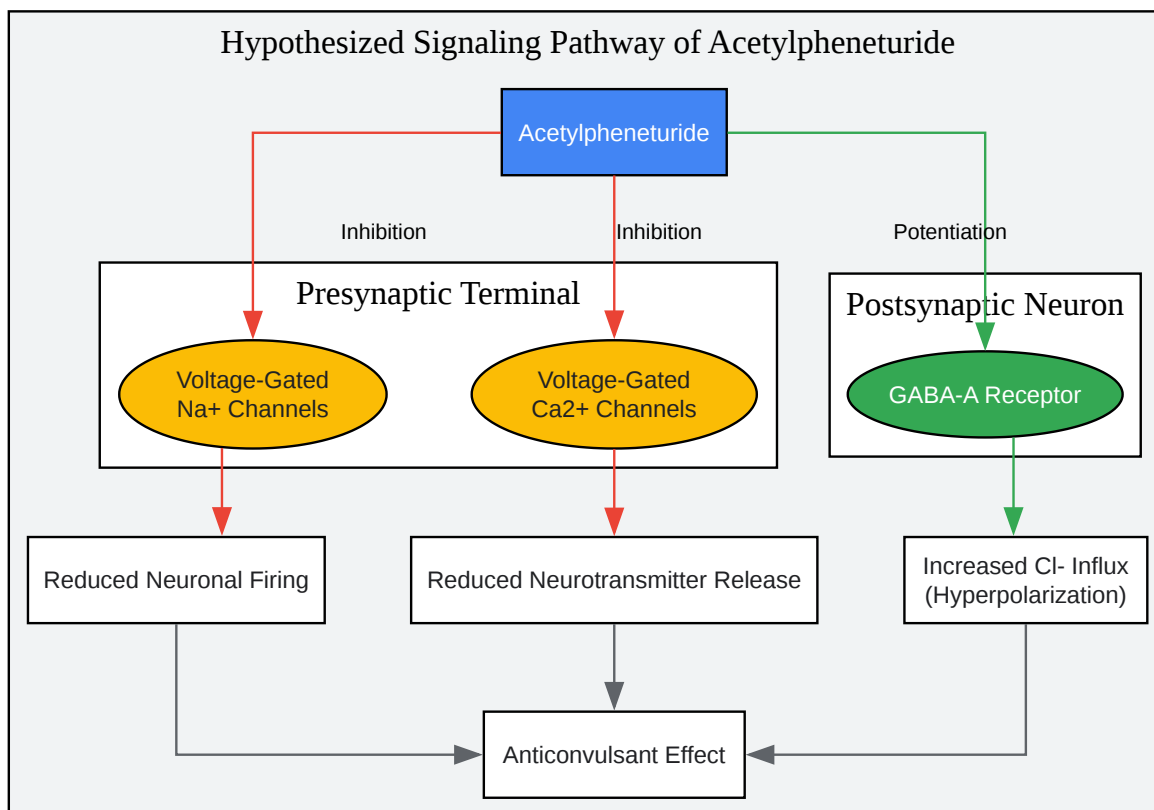 Hypothesized Signaling Pathway of Acetylpheneturide
Acetylpheneturide
Inhibition
Inhibition
Potentiation
Presynaptic Terminal
Postsynaptic Neuron
Voltage-Gated
Na+ Channels
Voltage-Gated
Ca2+ Channels
GABA-A Receptor
Reduced Neuronal Firing
Reduced Neurotransmitter Release
Increased Cl- Influx
(Hyperpolarization)
Anticonvulsant Effect